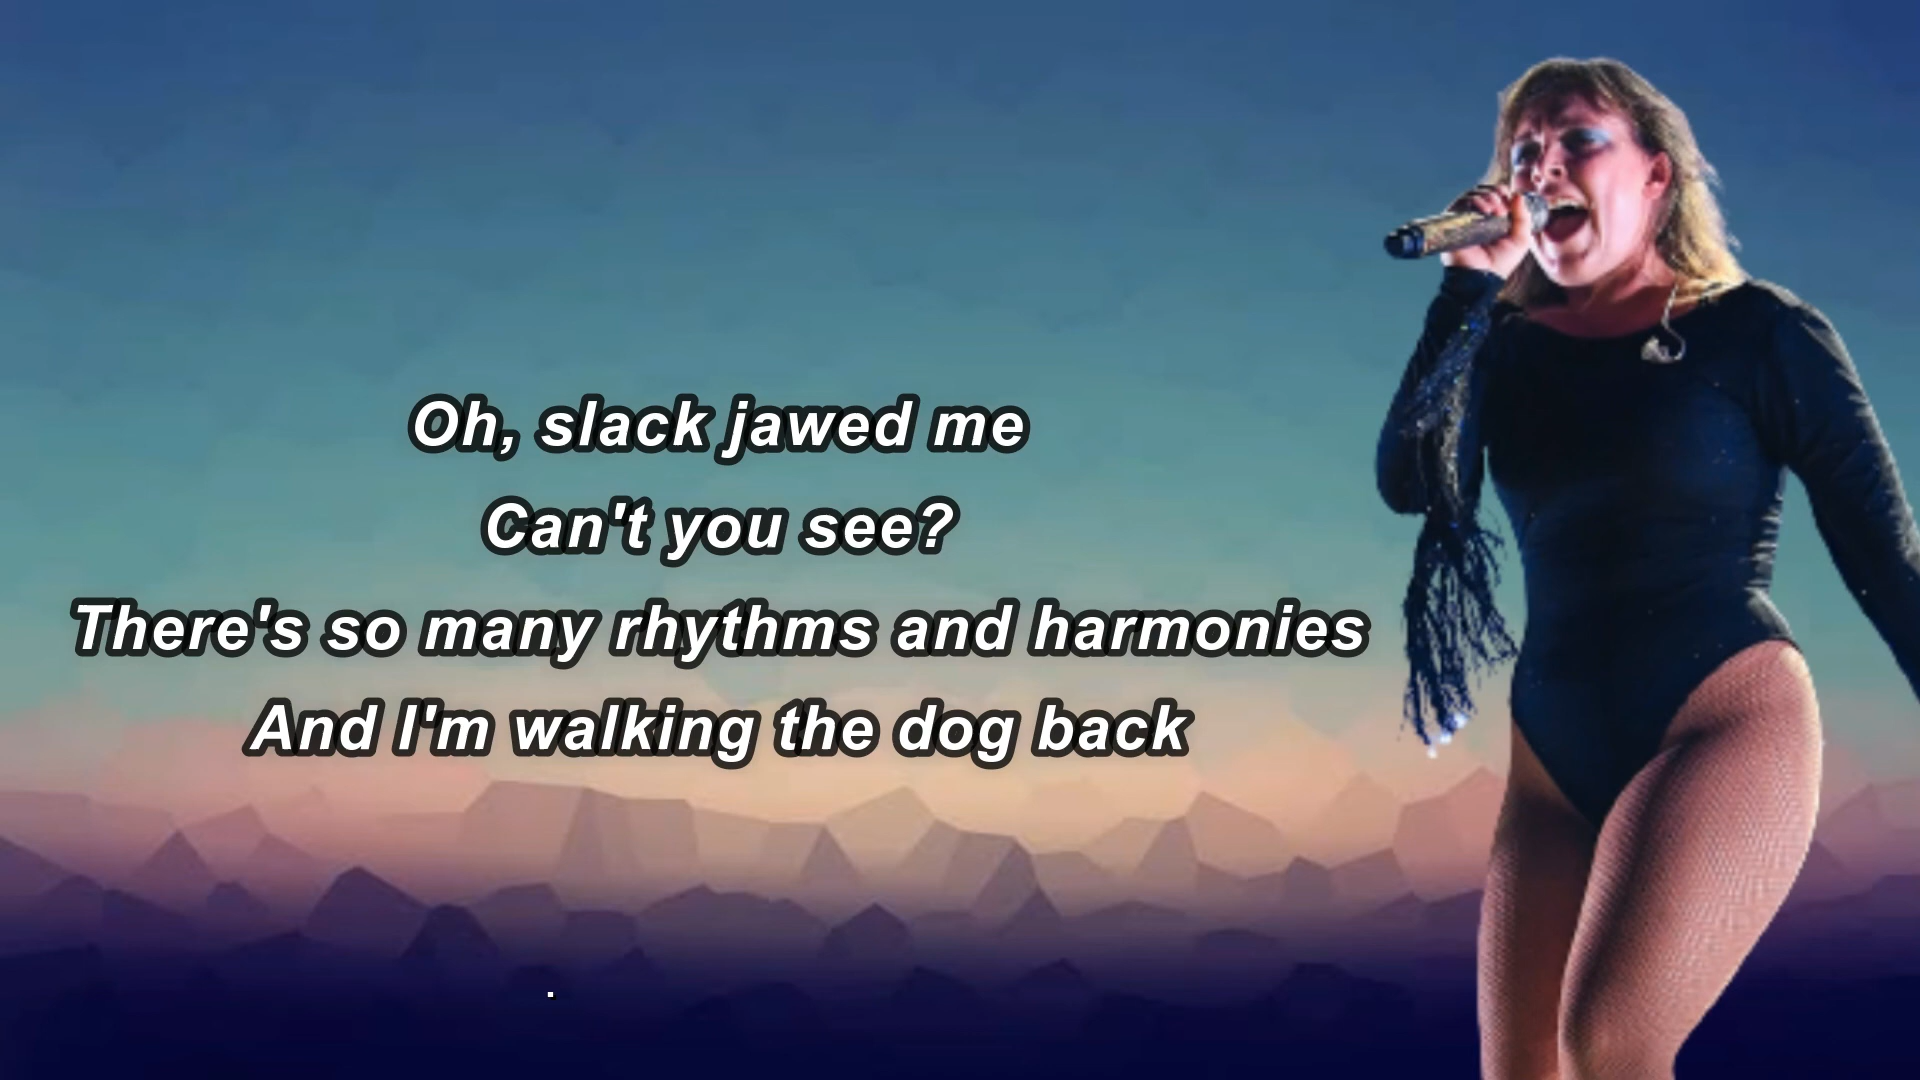 Oh, slack jawed me
Can't you see?
There's so many rhythms and harmonies
And I'm walking the dog back
.